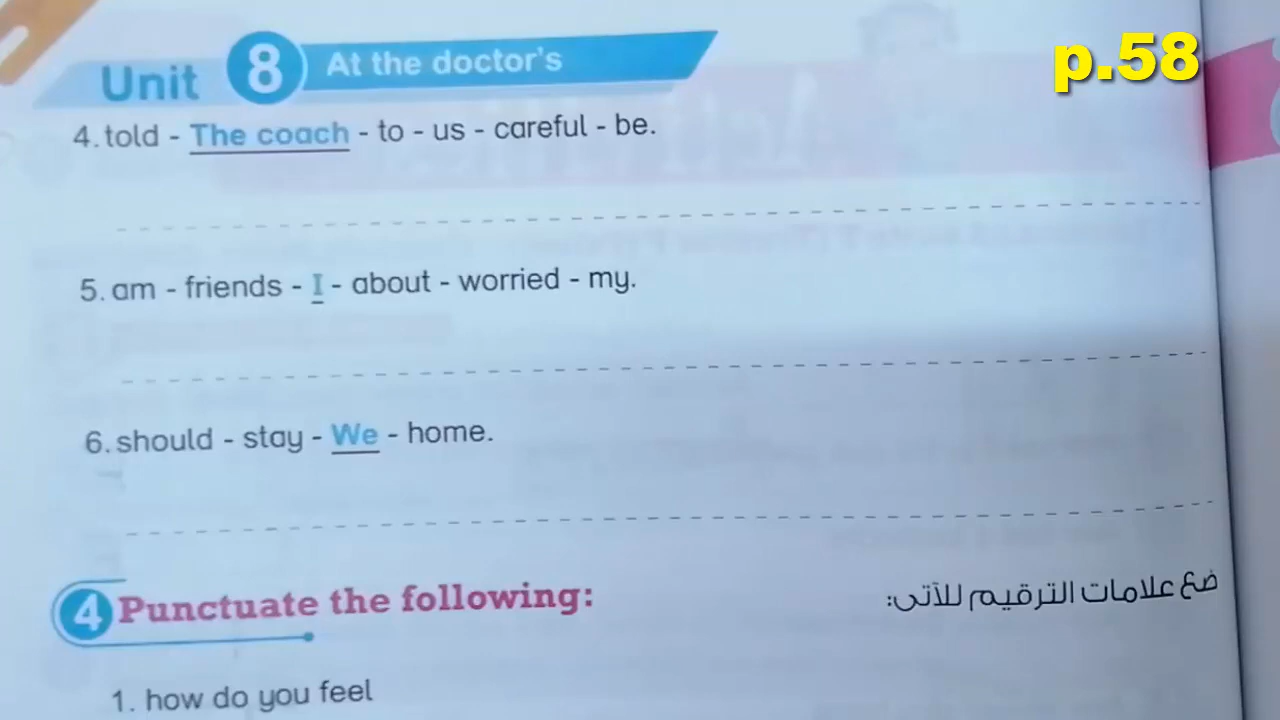 p.58
Unit 8 At the doctor's
4. told - The coach - to - us - careful - be.
5. am - friends - I - about - worried - my.
6. should - stay - We - home.
4 Punctuate the following: ضع علامات الترقيم للآتى:
1. how do you feel